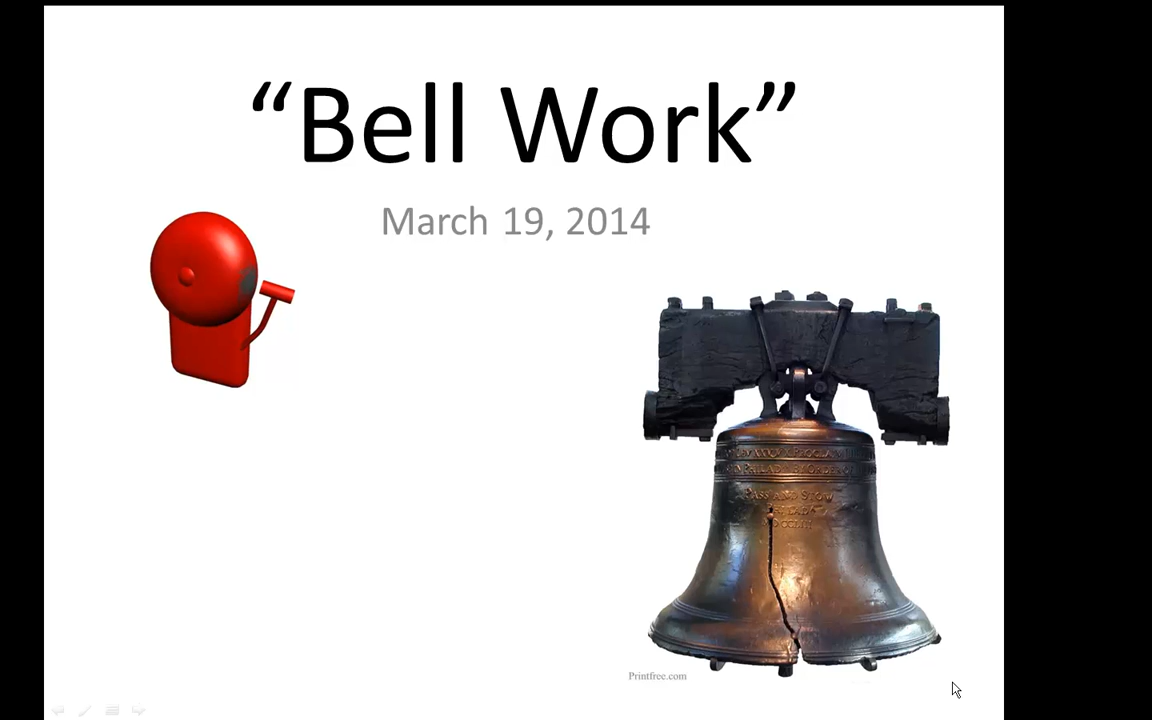 “Bell Work”
March 19, 2014
PASS AND STOW
Printfree.com